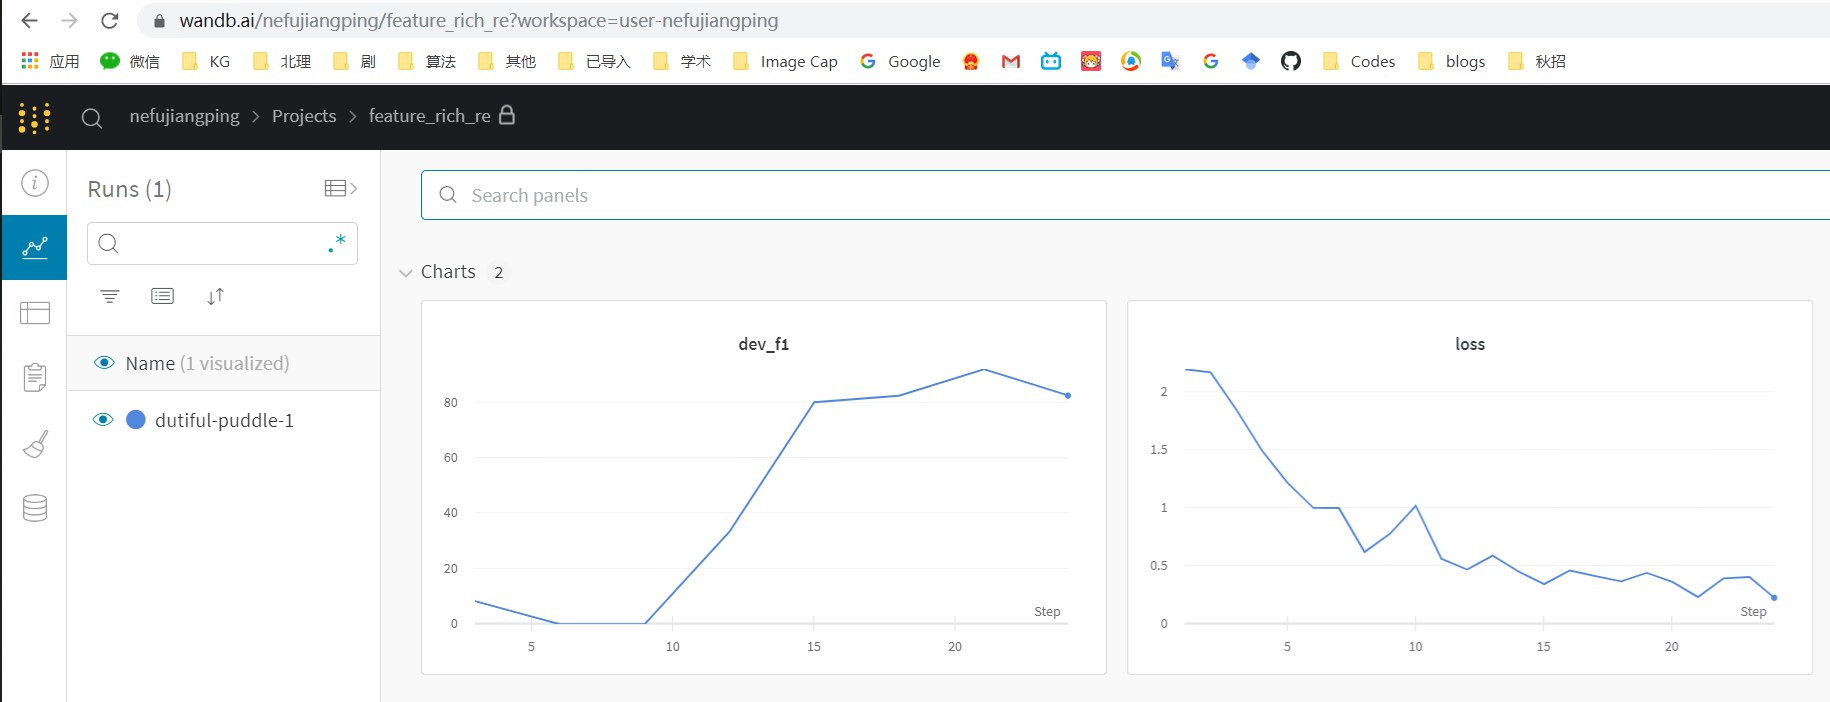 wandb.ai/nefujiangping/feature_rich_re?workspace=user-nefujiangping
应用 微信 KG 北理 剧 算法 其他 已导入 学术 Image Cap Google Codes blogs 秋招
nefujiangping > Projects > feature_rich_re
Runs (1)
.*
Name (1 visualized)
dutiful-puddle-1
Search panels
Charts 2
dev_f1
80
60
40
20
0
5 10 15 20
Step
loss
2
1.5
1
0.5
0
5 10 15 20
Step